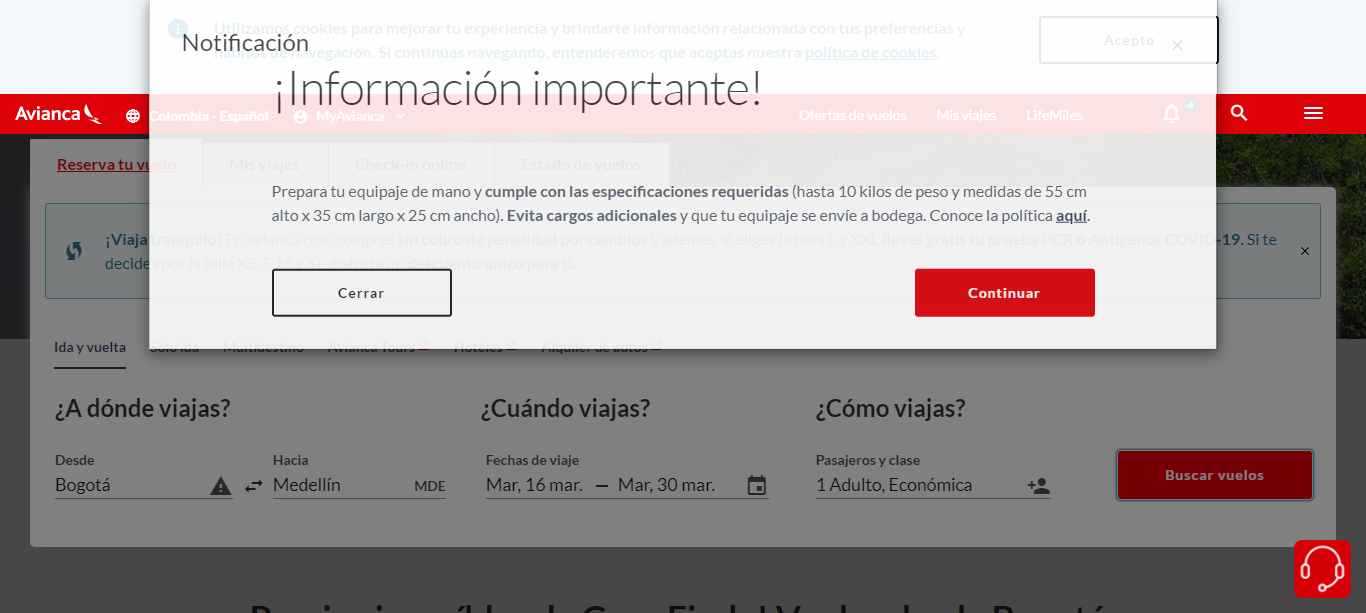 Utilizamos cookies para mejorar tu experiencia y brindarte información relacionada con tus preferencias y
hábitos de navegación. Si continúas navegando, entenderemos que aceptas nuestra política de cookies.
Acepto
Notificación
¡Información importante!
Avianca
Colombia - Español
MyAvianca
Ofertas de vuelos
Mis viajes
LifeMiles
4
Reserva tu vuelo
Mis viajes
Check-in online
Estado de vuelos
Prepara tu equipaje de mano y cumple con las especificaciones requeridas (hasta 10 kilos de peso y medidas de 55 cm
alto x 35 cm largo x 25 cm ancho). Evita cargos adicionales y que tu equipaje se envíe a bodega. Conoce la política aquí.
¡Viaja tranquilo! En avianca.com compras sin cobro de penalidad por cambios y además, si eliges la talla L y XXL llevas gratis tu prueba PCR o Antígenos COVID-19. Si te
decides por la talla XS, S, M y XL disfruta un descuento único para ti.
Cerrar
Continuar
Ida y vuelta
Solo ida
Multidestino
Avianca Tours
Hoteles
Alquiler de autos
¿A dónde viajas?
¿Cuándo viajas?
¿Cómo viajas?
Desde
Hacia
Fechas de viaje
Pasajeros y clase
Bogotá
Medellín
MDE
Mar, 16 mar.
Mar, 30 mar.
1 Adulto, Económica
Buscar vuelos